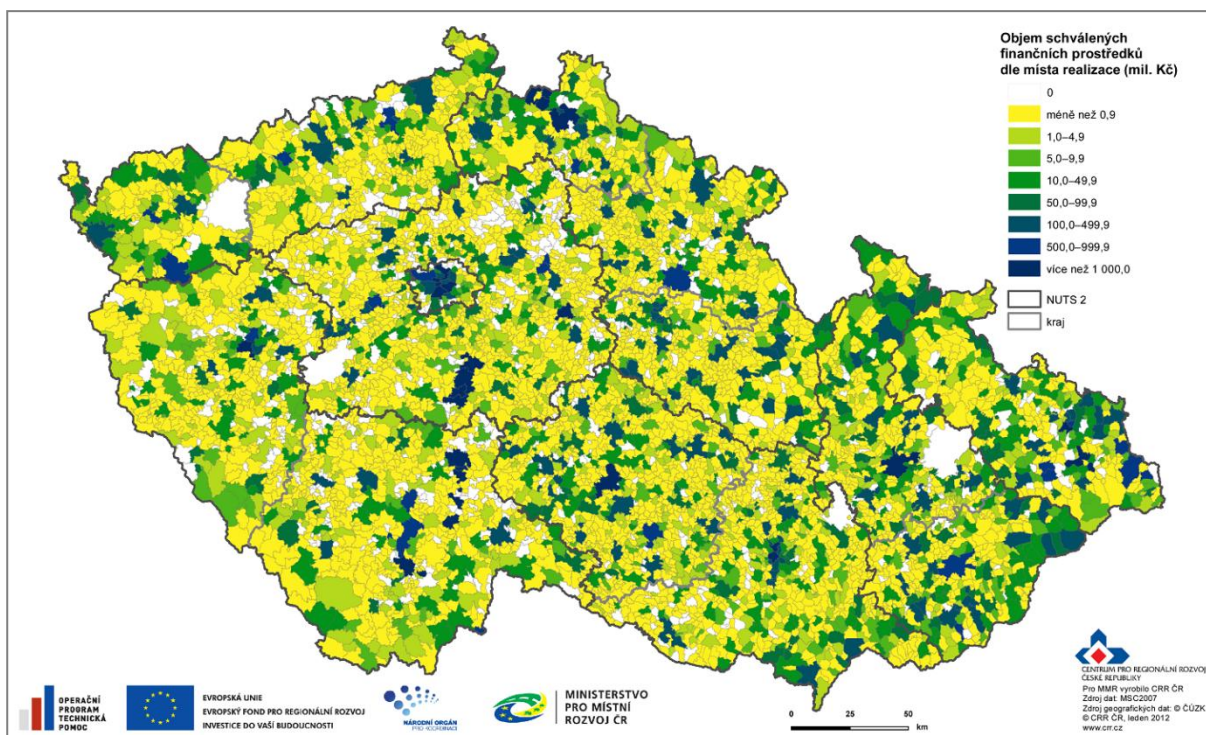 Objem schválených
finančních prostředků
dle místa realizace (mil. Kč)
0
méně než 0,9
1,0–4,9
5,0–9,9
10,0–49,9
50,0–99,9
100,0–499,9
500,0–999,9
více než 1 000,0
NUTS 2
kraj
OPERAČNÍ
PROGRAM
TECHNICKÁ
POMOC
EVROPSKÁ UNIE
EVROPSKÝ FOND PRO REGIONÁLNÍ ROZVOJ
INVESTICE DO VAŠÍ BUDOUCNOSTI
NÁRODNÍ ORGÁN
PRO KOORDINACI
MINISTERSTVO
PRO MÍSTNÍ
ROZVOJ ČR
0 25 50
km
CENTRUM PRO REGIONÁLNÍ ROZVOJ
ČESKÉ REPUBLIKY
Pro MMR vyrobilo CRR ČR
Zdroj dat: MSC2007
Zdroj geografických dat: © ČÚZK
© CRR ČR, leden 2012
www.crr.cz